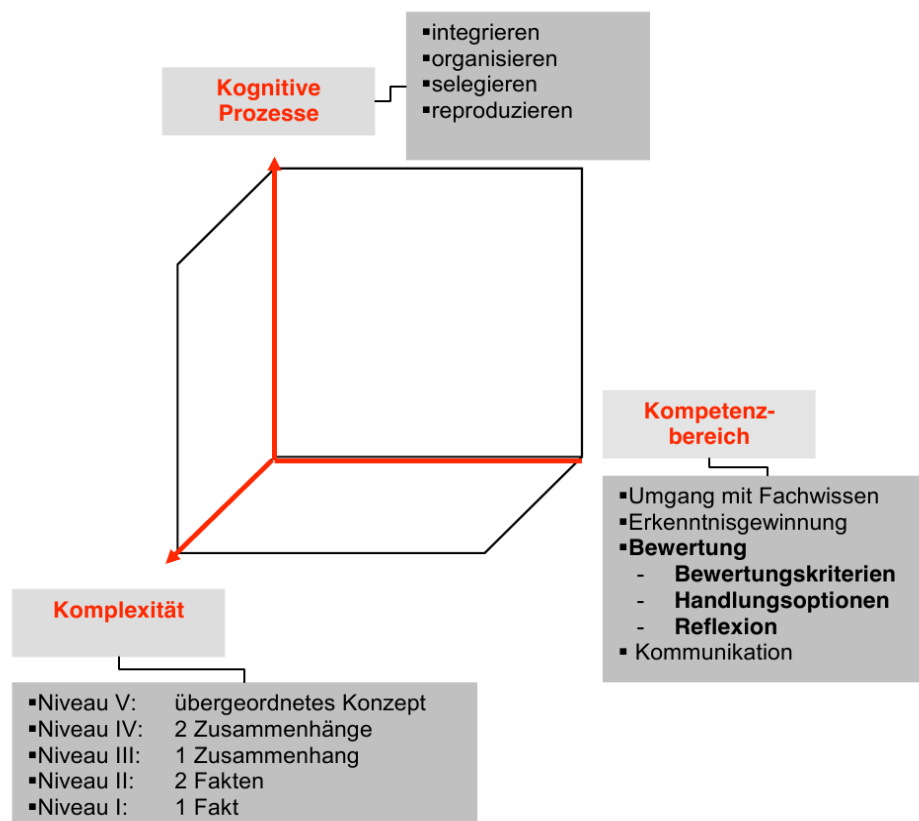 ▪integrieren
▪organisieren
▪selegieren
▪reproduzieren
Kognitive
Prozesse
Kompetenz-
bereich
▪Umgang mit Fachwissen
▪Erkenntnisgewinnung
▪Bewertung
- Bewertungskriterien
- Handlungsoptionen
- Reflexion
▪ Kommunikation
Komplexität
▪Niveau V: übergeordnetes Konzept
▪Niveau IV: 2 Zusammenhänge
▪Niveau III: 1 Zusammenhang
▪Niveau II: 2 Fakten
▪Niveau I: 1 Fakt